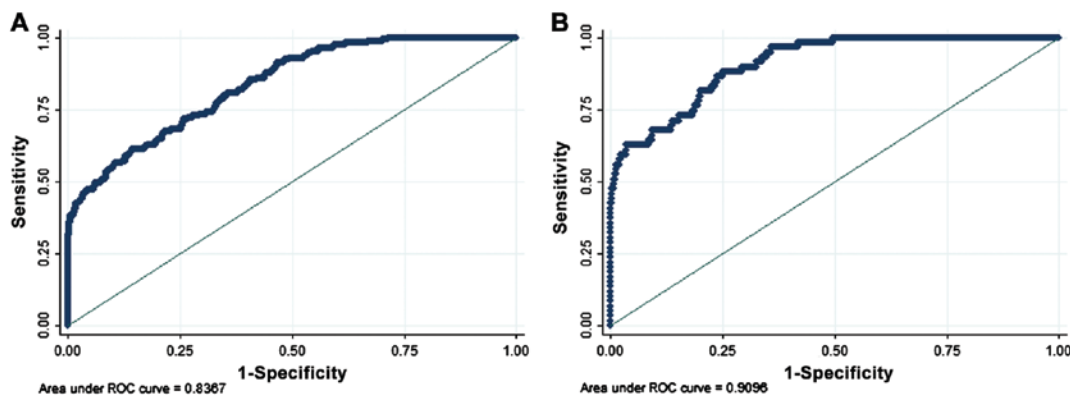 A
Sensitivity
1.00
0.75
0.50
0.25
0.00
0.00 0.25 0.50 0.75 1.00
1-Specificity
Area under ROC curve = 0.8367
B
Sensitivity
1.00
0.75
0.50
0.25
0.00
0.00 0.25 0.50 0.75 1.00
1-Specificity
Area under ROC curve = 0.9096